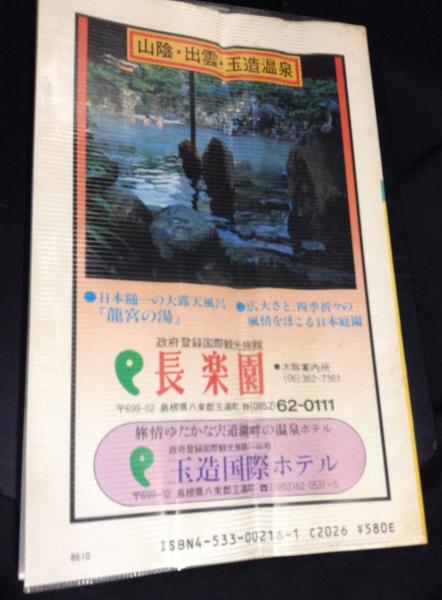 山陰・出雲・玉造温泉
●日本随一の大露天風呂
『龍宮の湯』
●広大さと、四季折々の
風情をほこる日本庭園
政府登録国際観光旅館
長楽園
●大阪案内所
(06)362-7361
〒699-02 島根県八束郡玉湯町 ☎(0852)62-0111
旅情ゆたかな宍道湖畔の温泉ホテル
政府登録国際観光旅館
玉造国際ホテル
〒699-02 島根県八束郡玉湯町 ☎(0852)62-0531~5
ISBN4-533-00216-1 C2026 ¥580E
8610